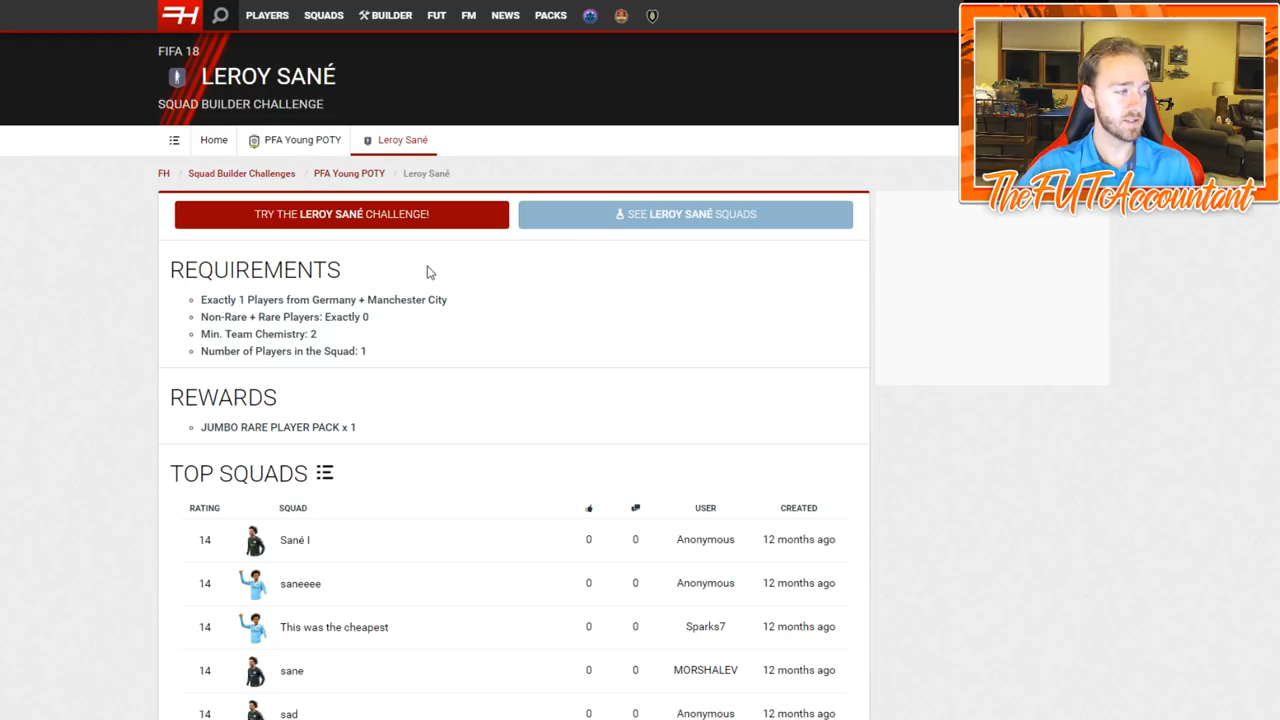 FH PLAYERS SQUADS BUILDER FUT FM NEWS PACKS
FIFA 18
LEROY SANÉ
SQUAD BUILDER CHALLENGE
Home PFA Young POTY Leroy Sané
FH Squad Builder Challenges PFA Young POTY Leroy Sané
TheFUTAccountant
TRY THE LEROY SANÉ CHALLENGE! SEE LEROY SANÉ SQUADS
REQUIREMENTS
Exactly 1 Players from Germany + Manchester City
Non-Rare + Rare Players: Exactly 0
Min. Team Chemistry: 2
Number of Players in the Squad: 1
REWARDS
JUMBO RARE PLAYER PACK x 1
TOP SQUADS
RATING SQUAD USER CREATED
14 Sané I 0 0 Anonymous 12 months ago
14 saneeee 0 0 Anonymous 12 months ago
14 This was the cheapest 0 0 Sparks7 12 months ago
14 sane 0 0 MORSHALEV 12 months ago
14 sad 0 0 Anonymous 12 months ago